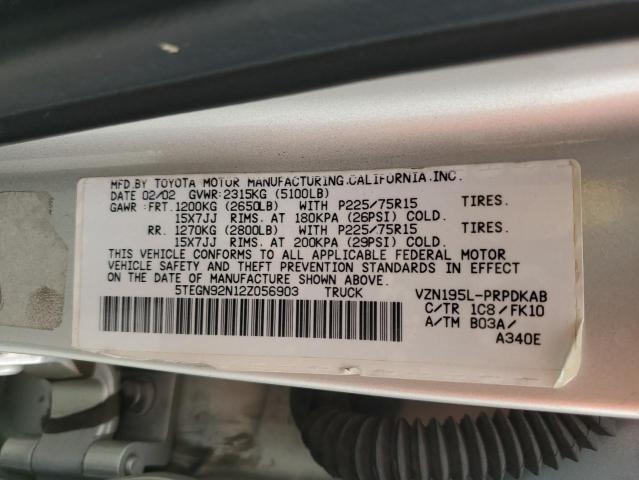 MFD.BY TOYOTA MOTOR MANUFACTURING.CALIFORNIA.INC.
DATE 02/02 GVWR:2315KG (5100LB)
GAWR :FRT.1200KG (2650LB) WITH P225/75R15 TIRES.
15X7JJ RIMS. AT 180KPA (26PSI) COLD.
RR. 1270KG (2800LB) WITH P225/75R15 TIRES.
15X7JJ RIMS. AT 200KPA (29PSI) COLD.
THIS VEHICLE CONFORMS TO ALL APPLICABLE FEDERAL MOTOR
VEHICLE SAFETY AND THEFT PREVENTION STANDARDS IN EFFECT
ON THE DATE OF MANUFACTURE SHOWN ABOVE.
5TEGN92N12Z056903 TRUCK VZN195L-PRPDKAB
C/TR 1C8/FK10
A/TM B03A/
A340E